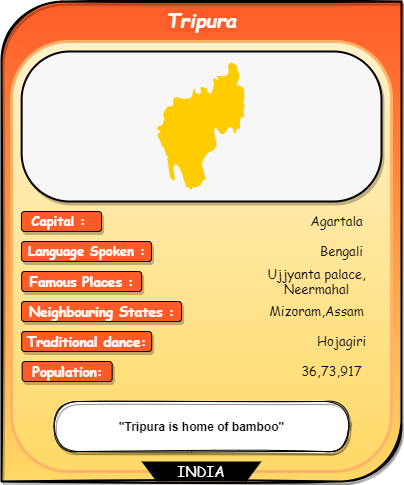 Tripura
Capital : Agartala
Language Spoken : Bengali
Famous Places : Ujjyanta palace,
Neermahal
Neighbouring States : Mizoram,Assam
Traditional dance: Hojagiri
Population: 36,73,917
"Tripura is home of bamboo"
INDIA